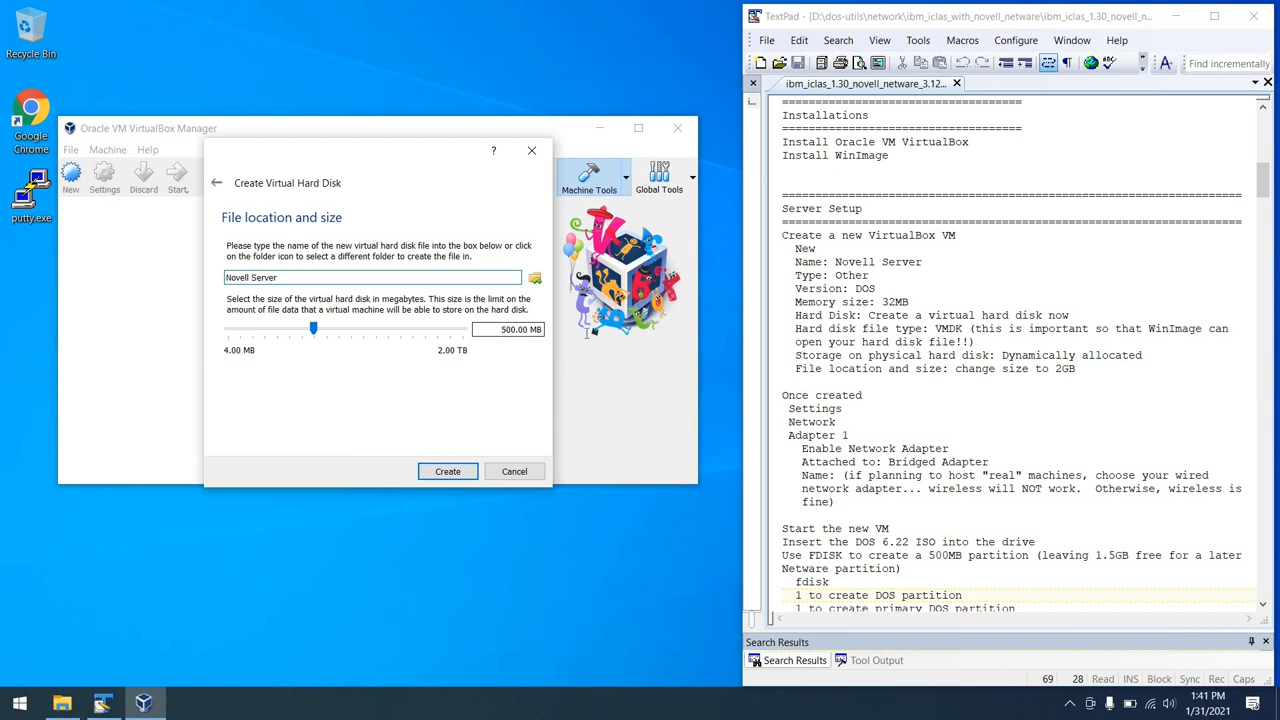 Recycle Bin
Google
Chrome
putty.exe
Oracle VM VirtualBox Manager
File Machine Help
New Settings Discard Start
Machine Tools Global Tools
Create Virtual Hard Disk
File location and size
Please type the name of the new virtual hard disk file into the box below or click
on the folder icon to select a different folder to create the file in.
Novell Server
Select the size of the virtual hard disk in megabytes. This size is the limit on the
amount of file data that a virtual machine will be able to store on the hard disk.
500.00 MB
4.00 MB 2.00 TB
Create Cancel
TextPad - [D:\dos-utils\network\ibm_iclas_with_novell_netware\ibm_iclas_1.30_novell_n...
File Edit Search View Tools Macros Configure Window Help
Find incrementally
ibm_iclas_1.30_novell_netware_3.12...
====================================
Installations
====================================
Install Oracle VM VirtualBox
Install WinImage
=====================================================================
Server Setup
=====================================================================
Create a new VirtualBox VM
New
Name: Novell Server
Type: Other
Version: DOS
Memory size: 32MB
Hard Disk: Create a virtual hard disk now
Hard disk file type: VMDK (this is important so that WinImage can
open your hard disk file!!)
Storage on physical hard disk: Dynamically allocated
File location and size: change size to 2GB
Once created
Settings
Network
Adapter 1
Enable Network Adapter
Attached to: Bridged Adapter
Name: (if planning to host "real" machines, choose your wired
network adapter... wireless will NOT work. Otherwise, wireless is
fine)
Start the new VM
Insert the DOS 6.22 ISO into the drive
Use FDISK to create a 500MB partition (leaving 1.5GB free for a later
Netware partition)
fdisk
1 to create DOS partition
1 to create primary DOS partition
Search Results
Search Results Tool Output
69 28 Read INS Block Sync Rec Caps
1:41 PM
1/31/2021